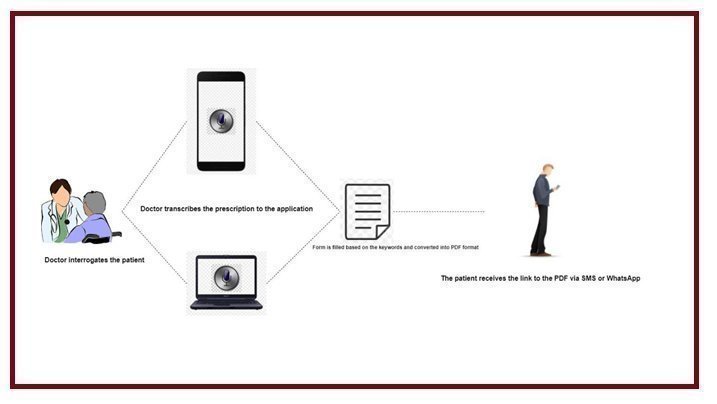 Doctor transcribes the prescription to the application
Form is filled based on the keywords and converted into PDF format
Doctor interrogates the patient
The patient receives the link to the PDF via SMS or WhatsApp